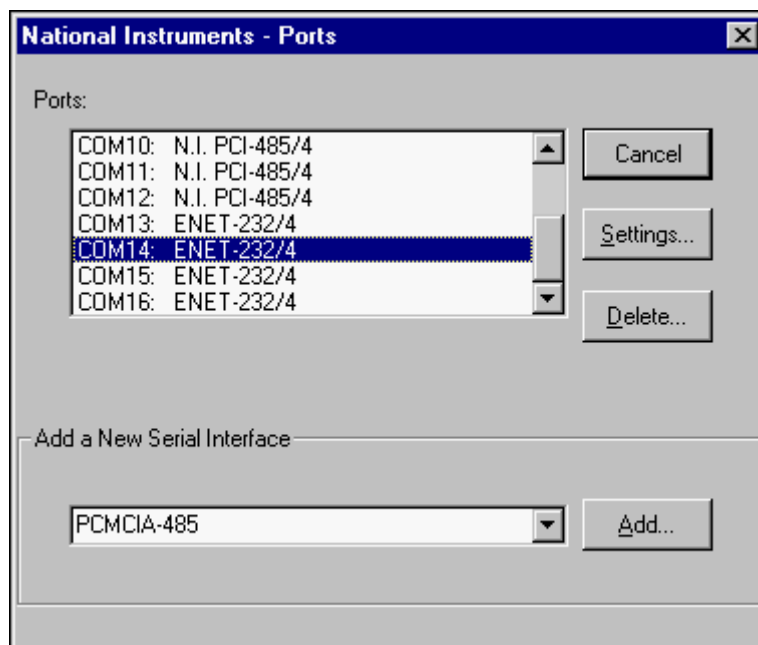 National Instruments - Ports
Ports:
COM10: N.I. PCI-485/4
COM11: N.I. PCI-485/4
COM12: N.I. PCI-485/4
COM13: ENET-232/4
COM14: ENET-232/4
COM15: ENET-232/4
COM16: ENET-232/4
Cancel
Settings...
Delete...
Add a New Serial Interface
PCMCIA-485
Add...